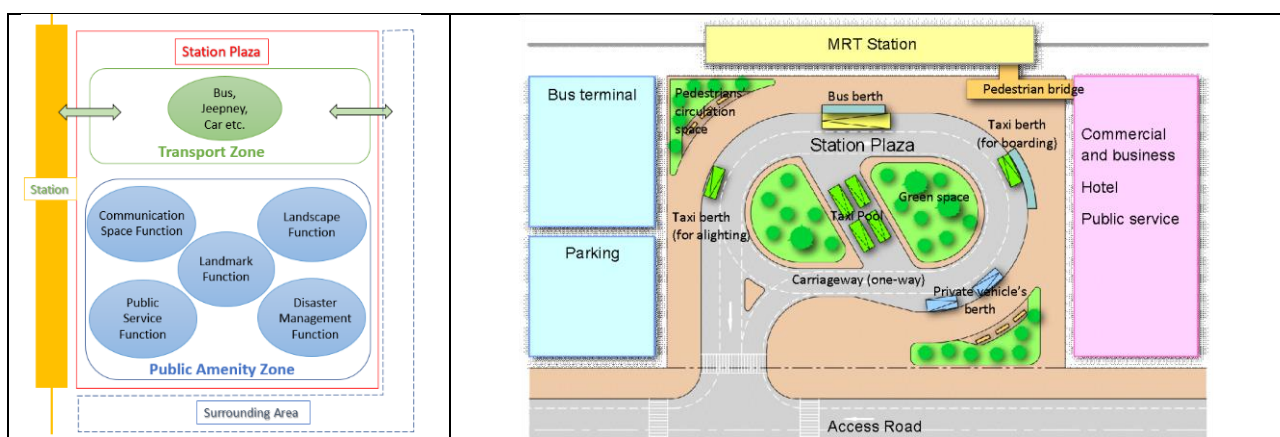 Station Plaza
Bus,
Jeepney,
Car etc.
Transport Zone
Station
Communication
Space Function
Landscape
Function
Landmark
Function
Public
Service
Function
Disaster
Management
Function
Public Amenity Zone
Surrounding Area
MRT Station
Bus terminal
Pedestrians'
circulation
space
Bus berth
Pedestrian bridge
Taxi berth
(for boarding)
Station Plaza
Commercial
and business
Hotel
Public service
Green space
Taxi Pool
Taxi berth
(for alighting)
Parking
Carriageway (one-way)
Private vehicle's
berth
Access Road